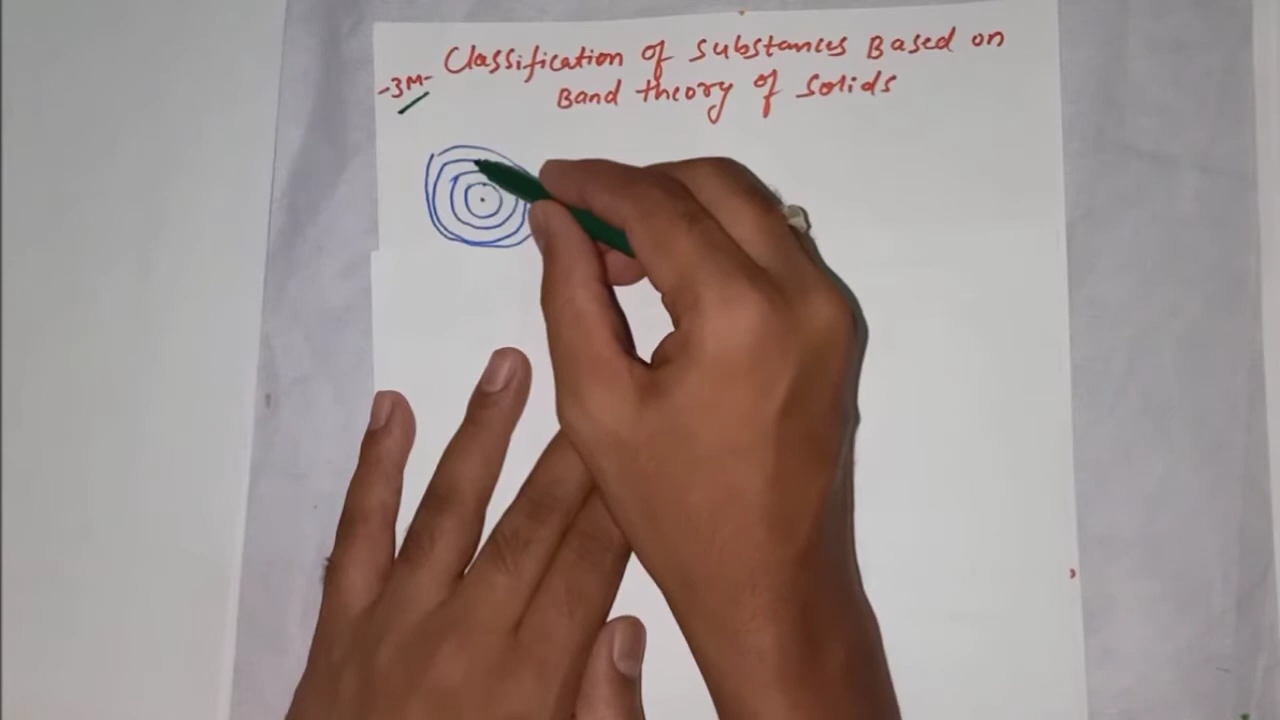 Classification of Substances Based on
-3M-
Band theory of Solids